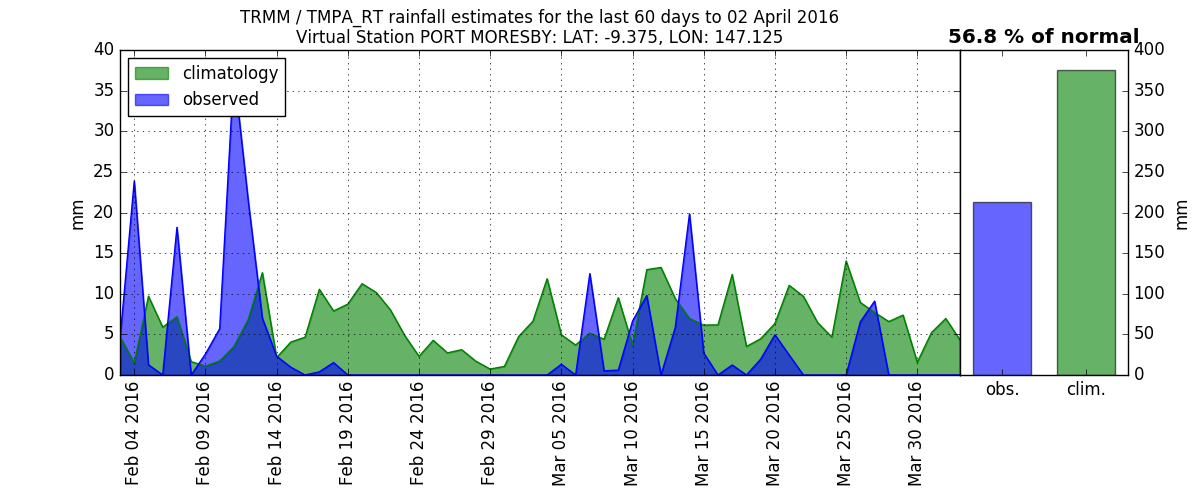 TRMM / TMPA_RT rainfall estimates for the last 60 days to 02 April 2016
Virtual Station PORT MORESBY: LAT: -9.375, LON: 147.125
56.8 % of normal
climatology
observed
mm
40
35
30
25
20
15
10
5
0
Feb 04 2016
Feb 09 2016
Feb 14 2016
Feb 19 2016
Feb 24 2016
Feb 29 2016
Mar 05 2016
Mar 10 2016
Mar 15 2016
Mar 20 2016
Mar 25 2016
Mar 30 2016
obs.
clim.
400
350
300
250
200
150
100
50
0
mm